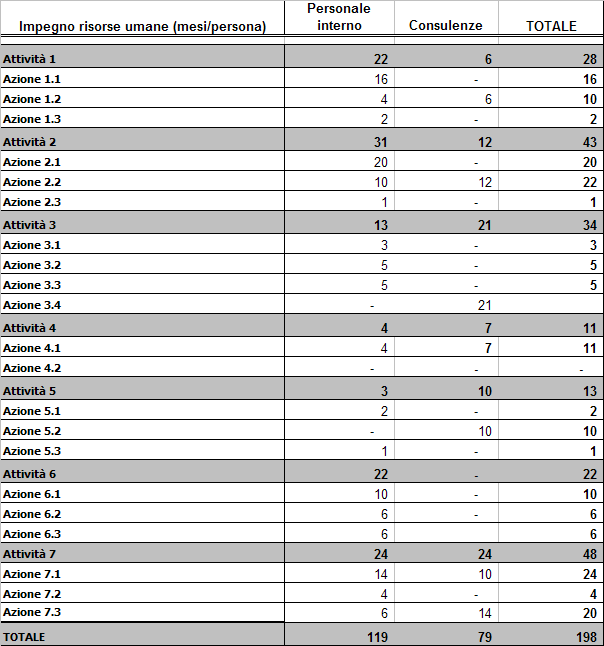 Impegno risorse umane (mesi/persona) Personale interno Consulenze TOTALE
Attività 1 22 6 28
Azione 1.1 16 - 16
Azione 1.2 4 6 10
Azione 1.3 2 - 2
Attività 2 31 12 43
Azione 2.1 20 - 20
Azione 2.2 10 12 22
Azione 2.3 1 - 1
Attività 3 13 21 34
Azione 3.1 3 - 3
Azione 3.2 5 - 5
Azione 3.3 5 - 5
Azione 3.4 - 21
Attività 4 4 7 11
Azione 4.1 4 7 11
Azione 4.2 - - -
Attività 5 3 10 13
Azione 5.1 2 - 2
Azione 5.2 - 10 10
Azione 5.3 1 - 1
Attività 6 22 - 22
Azione 6.1 10 - 10
Azione 6.2 6 - 6
Azione 6.3 6 6
Attività 7 24 24 48
Azione 7.1 14 10 24
Azione 7.2 4 - 4
Azione 7.3 6 14 20
TOTALE 119 79 198